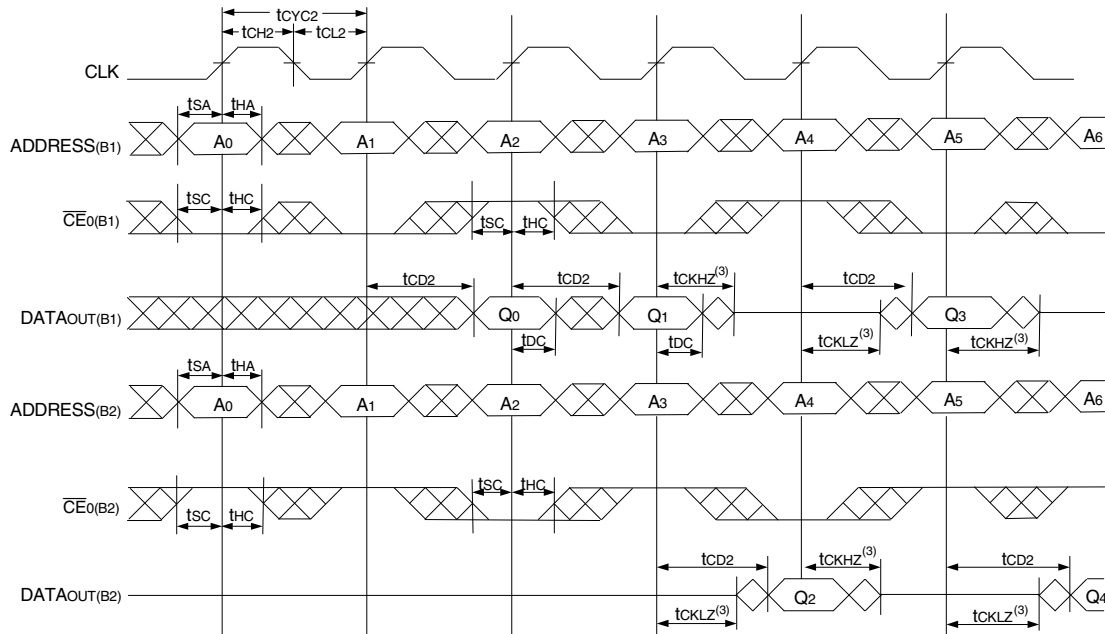 tCYC2
tCH2 tCL2
CLK
tSA tHA
ADDRESS(B1) A0 A1 A2 A3 A4 A5 A6
tSC tHC tSC tHC
CE0(B1)
tCD2 tCD2 tCKHZ(3) tCD2
DATAOUT(B1) Q0 Q1 Q3
tDC tDC tCKLZ(3) tCKHZ(3)
tSA tHA
ADDRESS(B2) A0 A1 A2 A3 A4 A5 A6
tSC tHC
CE0(B2)
tSC tHC
tCD2 tCKHZ(3) tCD2
DATAOUT(B2) Q2 Q4
tCKLZ(3) tCKLZ(3)